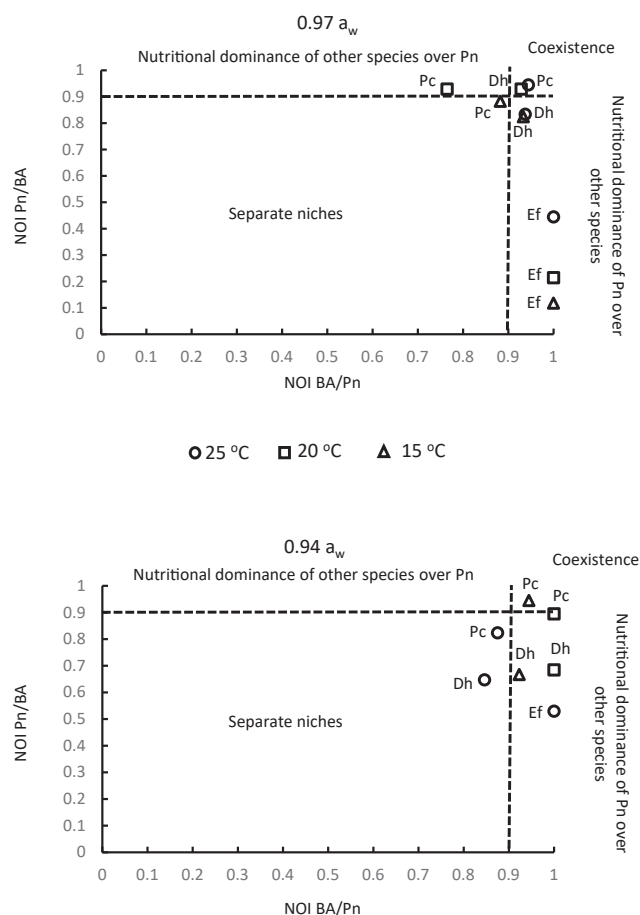 0.97 aw
Nutritional dominance of other species over Pn
Coexistence
1
0.9
0.8
0.7
0.6
0.5
0.4
0.3
0.2
0.1
0
NOI Pn/BA
Pc
Dh
Pc
Pc
Dh
Dh
Separate niches
Ef
Ef
Ef
Nutritional dominance of Pn over
other species
0 0.1 0.2 0.3 0.4 0.5 0.6 0.7 0.8 0.9 1
NOI BA/Pn
25 °C 20 °C 15 °C
0.94 aw
Nutritional dominance of other species over Pn
Coexistence
1
0.9
0.8
0.7
0.6
0.5
0.4
0.3
0.2
0.1
0
NOI Pn/BA
Pc
Pc
Pc
Dh
Dh
Dh
Ef
Separate niches
Nutritional dominance of Pn over
other species
0 0.1 0.2 0.3 0.4 0.5 0.6 0.7 0.8 0.9 1
NOI BA/Pn